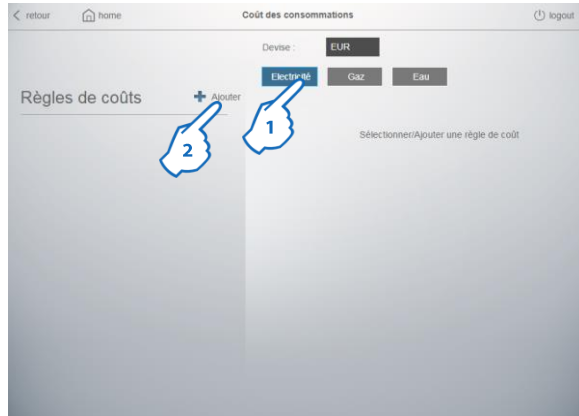 retour home Coût des consommations logout
Devise : EUR
Electricité Gaz Eau
Règles de coûts Ajouter
1
2
Sélectionner/Ajouter une règle de coût